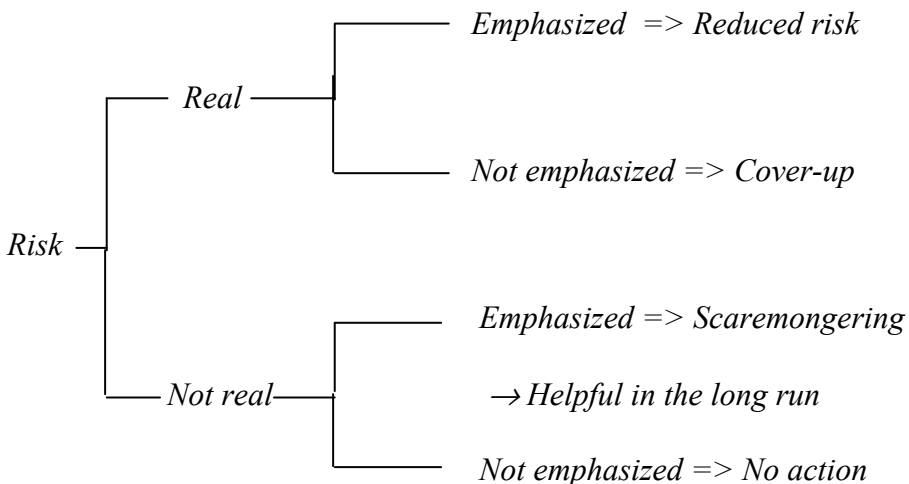 Emphasized => Reduced risk
Real
Not emphasized => Cover-up
Risk
Emphasized => Scaremongering
Not real
→ Helpful in the long run
Not emphasized => No action